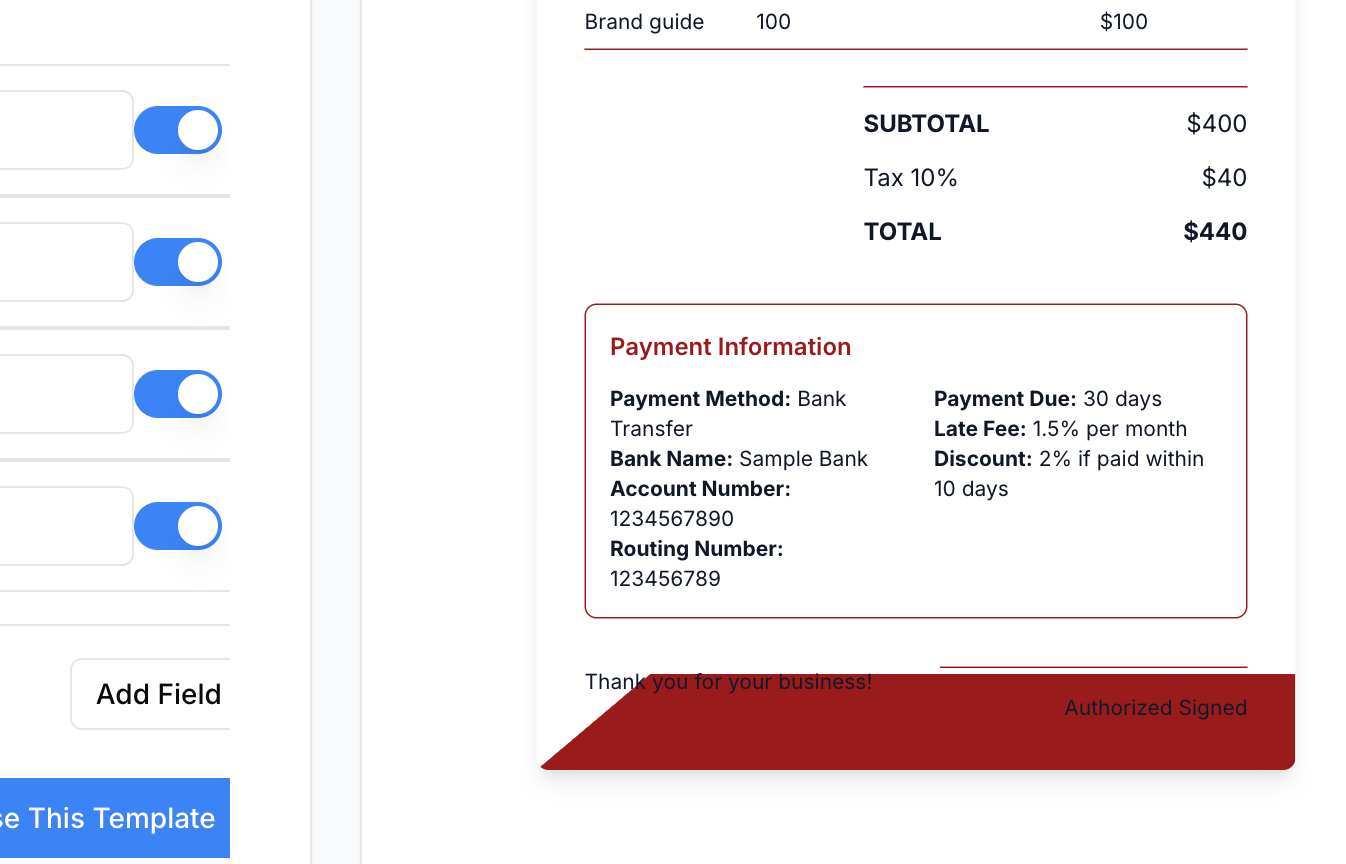 Brand guide 100 $100
SUBTOTAL $400
Tax 10% $40
TOTAL $440
Payment Information
Payment Method: Bank
Transfer
Bank Name: Sample Bank
Account Number:
1234567890
Routing Number:
123456789
Payment Due: 30 days
Late Fee: 1.5% per month
Discount: 2% if paid within
10 days
Thank you for your business!
Authorized Signed
Add Field
se This Template